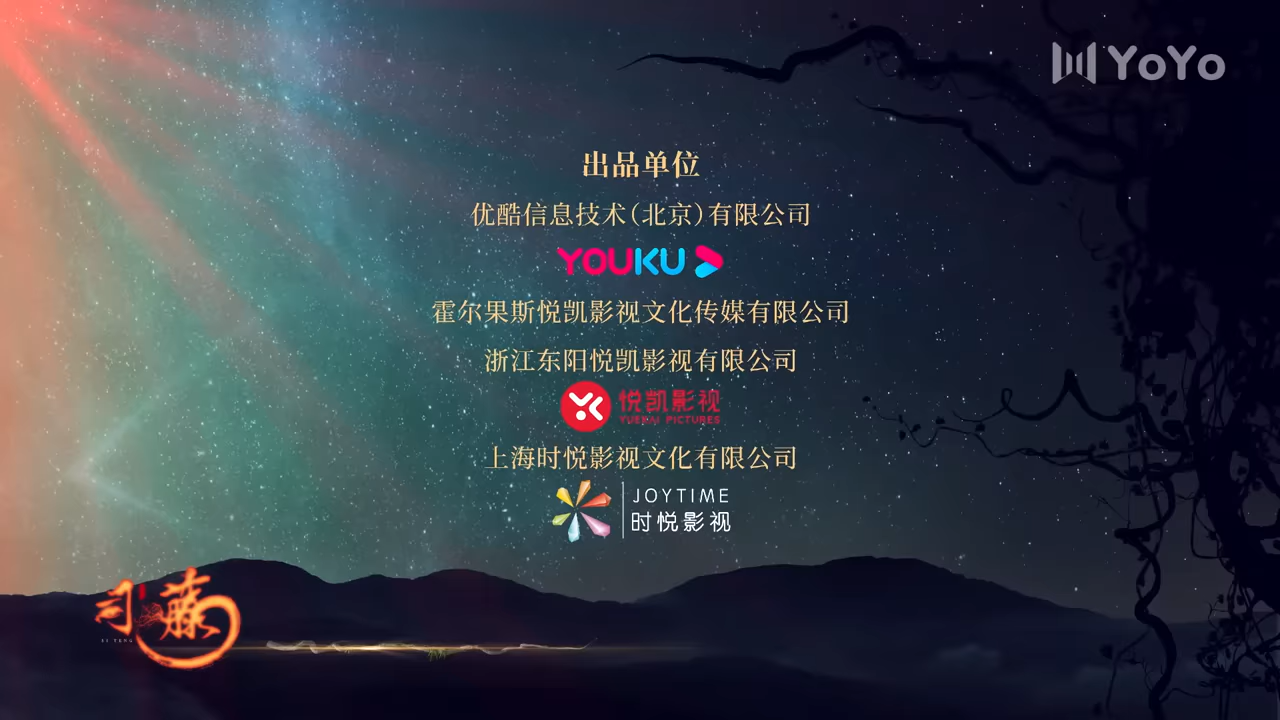 YoYo
出品单位
优酷信息技术(北京)有限公司
YOUKU
霍尔果斯悦凯影视文化传媒有限公司
浙江东阳悦凯影视有限公司
悦凯影视
YUEKAI PICTURES
上海时悦影视文化有限公司
JOYTIME
时悦影视
司藤
SI TENG